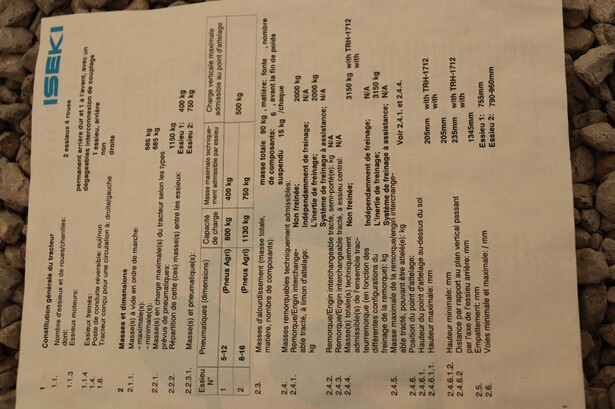 ISEKI
1 Constitution générale du tracteur
1.1. Nombre d'essieux et de roues/chenilles: 2 essieux 4 roues
dont:
1.1.3 Essieux moteurs: permanent arrière dur et 1 à l'avant, avec un
dégageables interconnexion de couplage
1.1.4 Essieux freinés: 1 essieu, arrière
1.4. Poste de conduite réversible: oui/non non
1.6. Tracteur conçu pour une circulation à: droite/gauche droite
2 Masses et dimensions
2.1. Masse(s) à vide en ordre de marche:
- maximale(s): 685 kg
- minimale(s): 685 kg
2.2.1. Masse(s) en charge maximale(s) du tracteur selon les types
prévus de pneumatiques: 1150 kg
2.2.2. Répartition de cette (ces) masse(s) entre les essieux: Essieu 1: 400 kg
Essieu 2: 750 kg
2.2.3.1. Masse(s) et pneumatique(s):
Essieu N° Pneumatiques (dimensions) Capacité de charge Masse maximale techniquement admissible par essieu Charge verticale maximale admissible au point d'attelage
1 5-12 (Pneus Agri) 800 kg 400 kg
2 8-16 (Pneus Agri) 1130 kg 750 kg 500 kg
2.3. Masses d'alourdissement (masse totale, masse totale 90 kg, matière: fonte, nombre
matière, nombre de composants): de composants: 6, avant la fin de poids
suspendu 15 kg /chaque
2.4. Masses remorquables techniquement admissibles:
2.4.1. Remorque/Engin interchange- Non freinée: 2000 kg
able tracté, à limon d'attelage: Indépendamment de freinage: N/A
kg L'inertie de freinage: 2000 kg
Système de freinage à assistance: N/A
2.4.2. Remorque/Engin interchangeable tracté, semi-porté(e): kg N/A
2.4.3. Remorque/Engin interchangeable tracté, à essieu central: N/A
2.4.4. Masse(s) totale(s) techniquement Non freinée: 3150 kg with TRH-1712
admissible(s) de l'ensemble trac-
teur/remorque (en fonction des Indépendamment de freinage: N/A
différentes configurations du L'inertie de freinage: 3150 kg
freinage de la remorque): kg Système de freinage à assistance: N/A
2.4.5. Masse maximale de la remorque/engin interchange-
able tracté, pouvant être attelé(e): kg Voir 2.4.1. et 2.4.4.
2.4.6. Position du point d'attelage:
2.4.6.1. Hauteur du point d'attelage au-dessus du sol
2.4.6.1.1. Hauteur maximale: mm 205mm with TRH-1712
2.4.6.1.2. Hauteur minimale: mm 205mm with TRH-1712
2.4.6.2 Distance par rapport au plan vertical passant 235mm with TRH-1712
par l'axe de l'essieu arrière: mm
2.5. Empattement: mm 1345mm
2.6. Voies minimale et maximale: / mm Essieu 1: 755mm
Essieu 2: 790-960mm